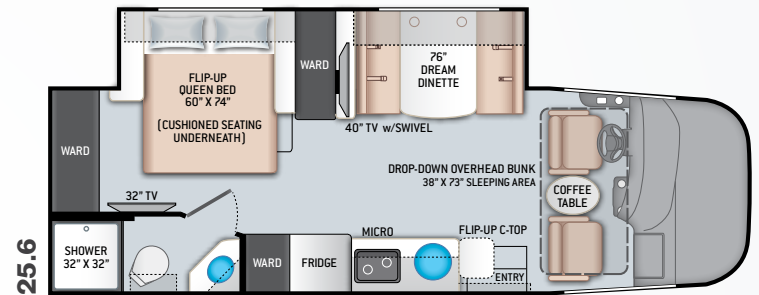 25.6
WARD
FLIP-UP
QUEEN BED
60" X 74"
(CUSHIONED SEATING
UNDERNEATH)
WARD
76"
DREAM
DINETTE
40" TV w/SWIVEL
DROP-DOWN OVERHEAD BUNK
38" X 73" SLEEPING AREA
COFFEE
TABLE
32" TV
SHOWER
32" X 32"
WARD
FRIDGE
MICRO
FLIP-UP C-TOP
ENTRY